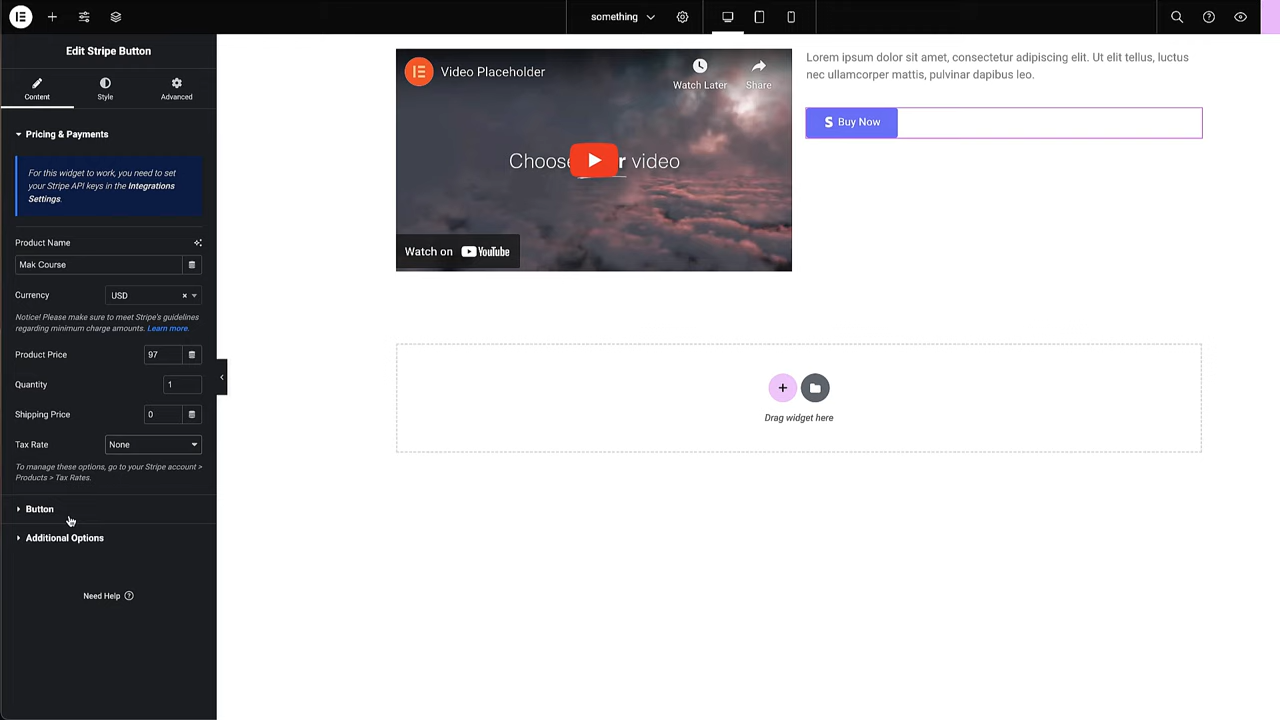 something
Edit Stripe Button
Content
Style
Advanced
Pricing & Payments
For this widget to work, you need to set
your Stripe API keys in the Integrations
Settings.
Product Name
Mak Course
Currency
USD
Notice! Please make sure to meet Stripe's guidelines
regarding minimum charge amounts. Learn more.
Product Price
97
Quantity
1
Shipping Price
0
Tax Rate
None
To manage these options, go to your Stripe account >
Products > Tax Rates.
Button
Additional Options
Need Help
Video Placeholder
Watch Later
Share
Choose
r video
Watch on YouTube
Lorem ipsum dolor sit amet, consectetur adipiscing elit. Ut elit tellus, luctus
nec ullamcorper mattis, pulvinar dapibus leo.
S Buy Now
Drag widget here